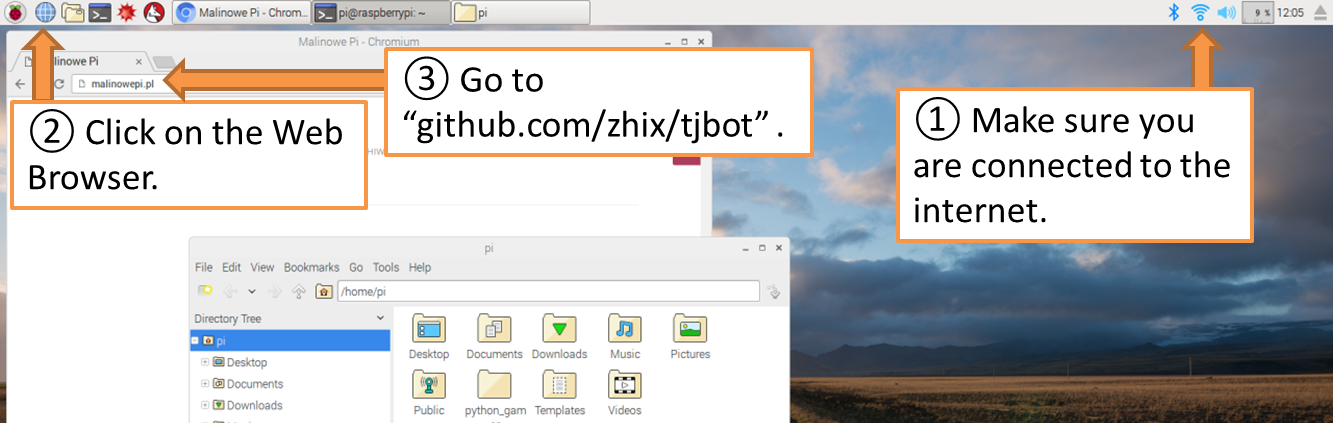 Malinowe Pi - Chrom...
pi@raspberrypi: ~
pi
9 %
12:05
Malinowe Pi - Chromium
linowe Pi
malinowepi.pl
③ Go to
“github.com/zhix/tjbot” .
① Make sure you
are connected to the
internet.
② Click on the Web
Browser.
pi
File Edit View Bookmarks Go Tools Help
/home/pi
Directory Tree
pi
Desktop
Documents
Downloads
Desktop Documents Downloads Music Pictures
Public python_gam Templates Videos